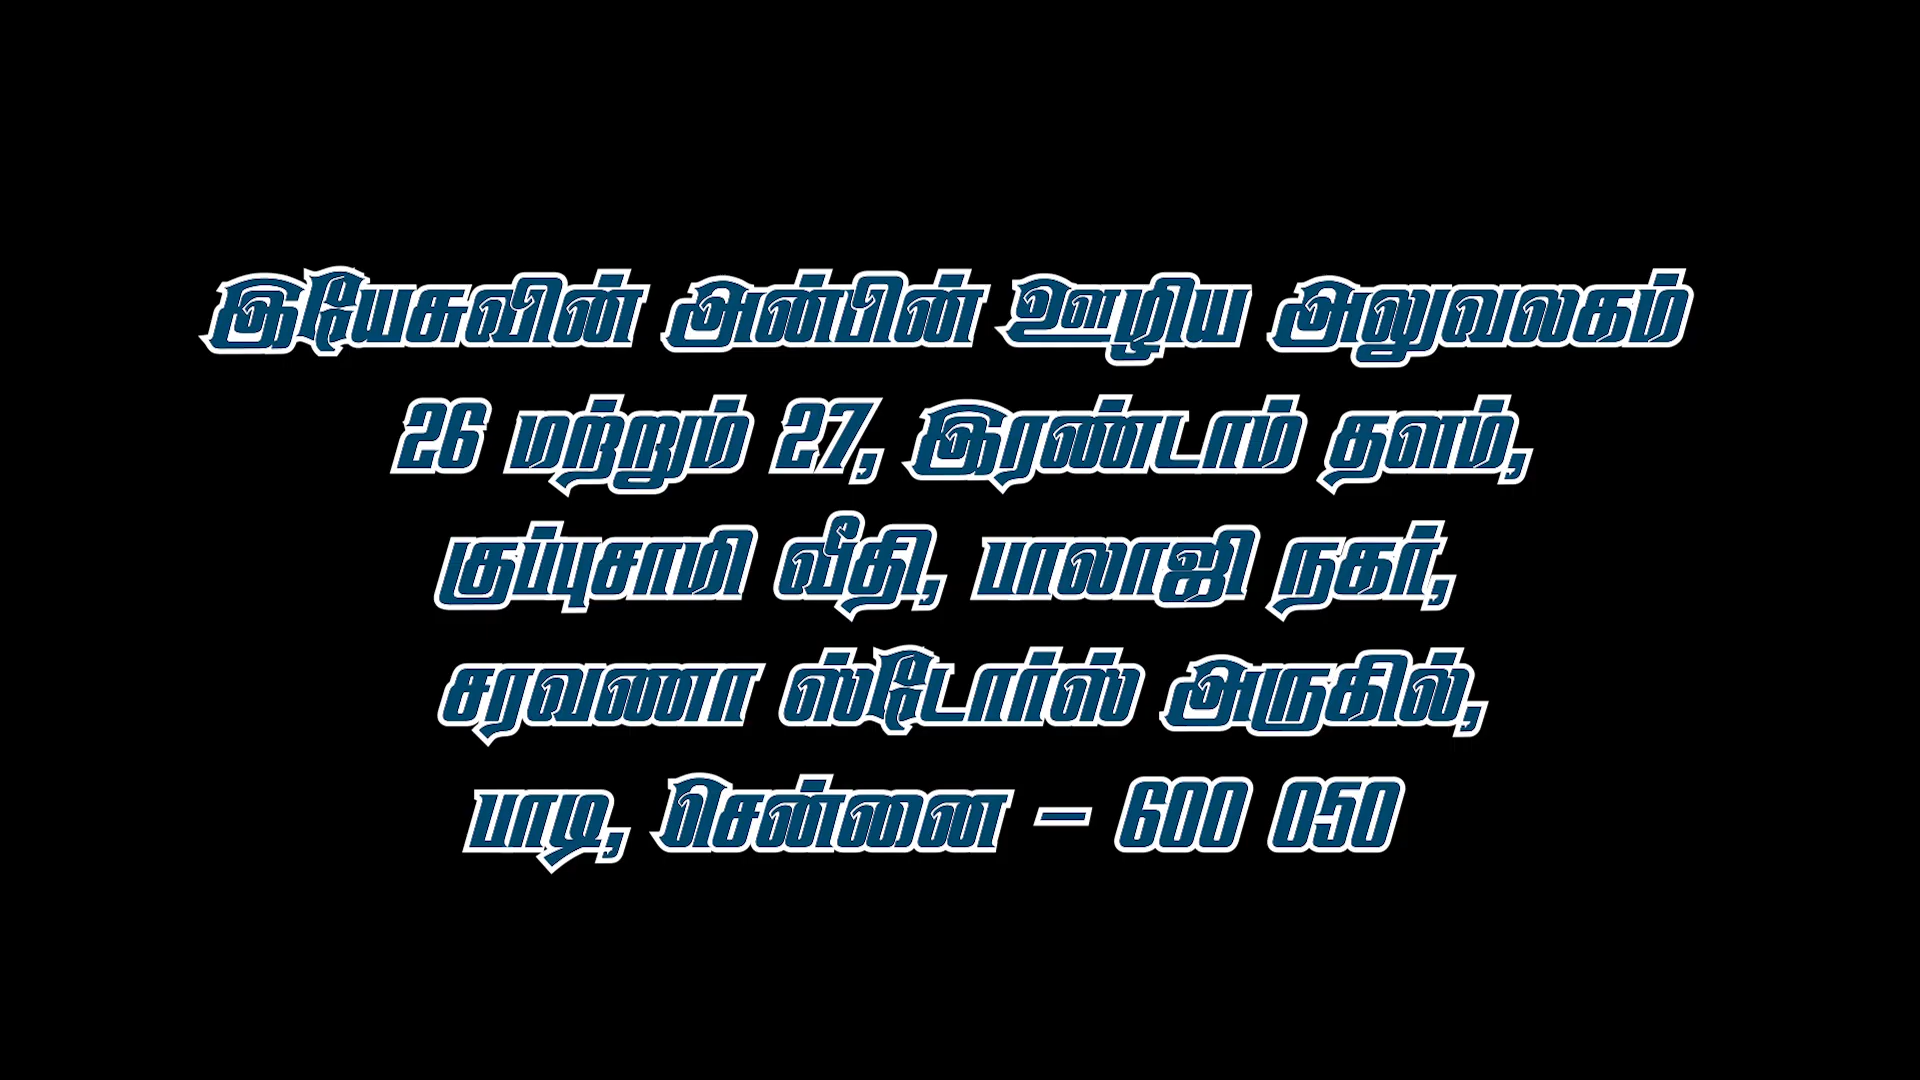 இயேசுவின் அன்பின் ஊழிய அலுவலகம்
26 மற்றும் 27, இரண்டாம் தளம்,
குப்புசாமி வீதி, பாலாஜி நகர்,
சரவணா ஸ்டோர்ஸ் அருகில்,
பாடி, சென்னை - 600 050